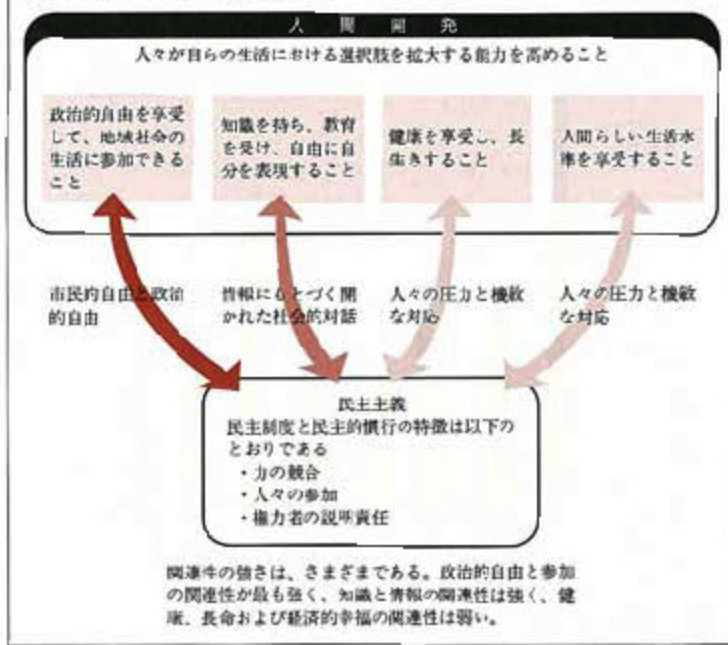 人間開発
人々が自らの生活における選択肢を拡大する能力を高めること
政治的自由を享受
して、地域社会の
生活に参加できる
こと
知識を持ち、教育
を受け、自由に自
分を表現すること
健康を享受し、長
生きすること
人間らしい生活水
準を享受すること
市民的自由と政治
的自由
情報にもとづく開
かれた社会的対話
人々の圧力と機敏
な対応
人々の圧力と機敏
な対応
民主主義
民主制度と民主的慣行の特徴は以下の
とおりである
・力の競合
・人々の参加
・権力者の説明責任
関連性の強さは、さまざまである。政治的自由と参加
の関連性が最も強く、知識と情報の関連性は強く、健
康、長命および経済的幸福の関連性は弱い。